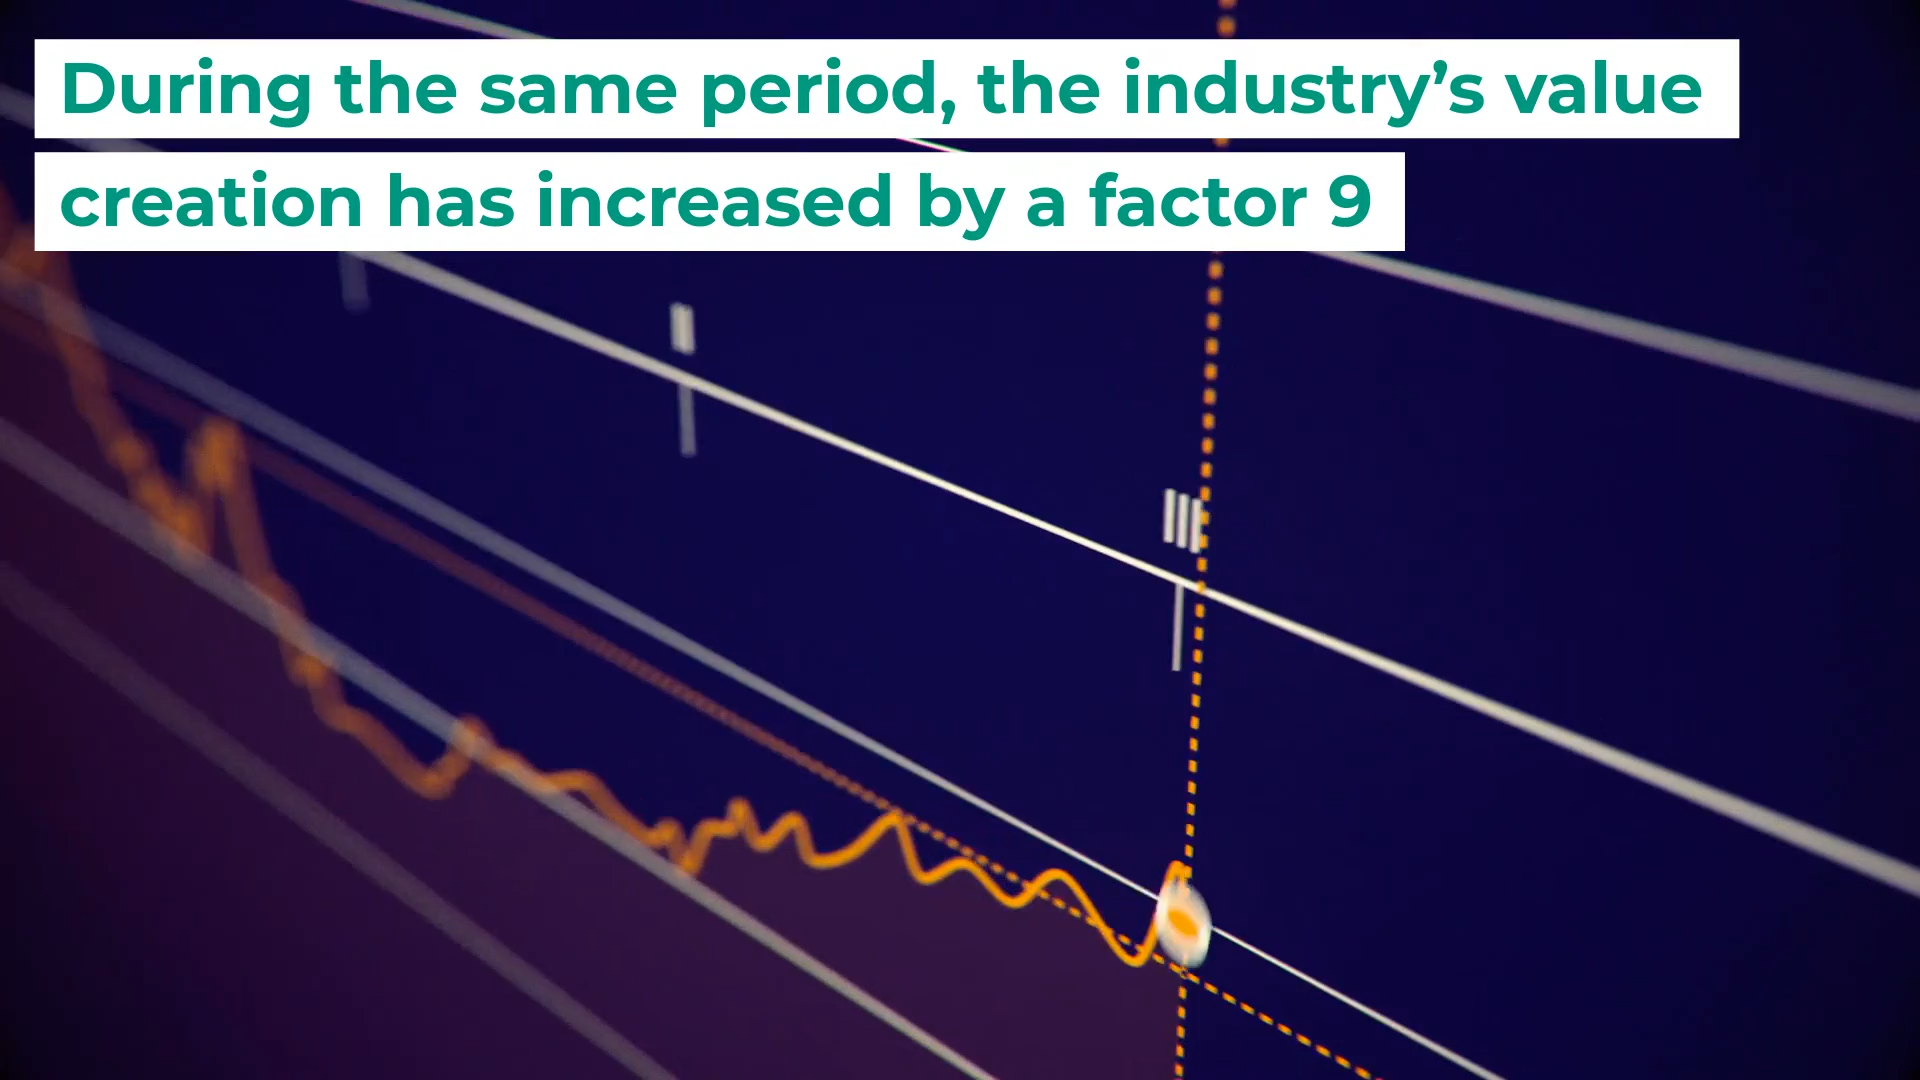 During the same period, the industry’s value
creation has increased by a factor 9